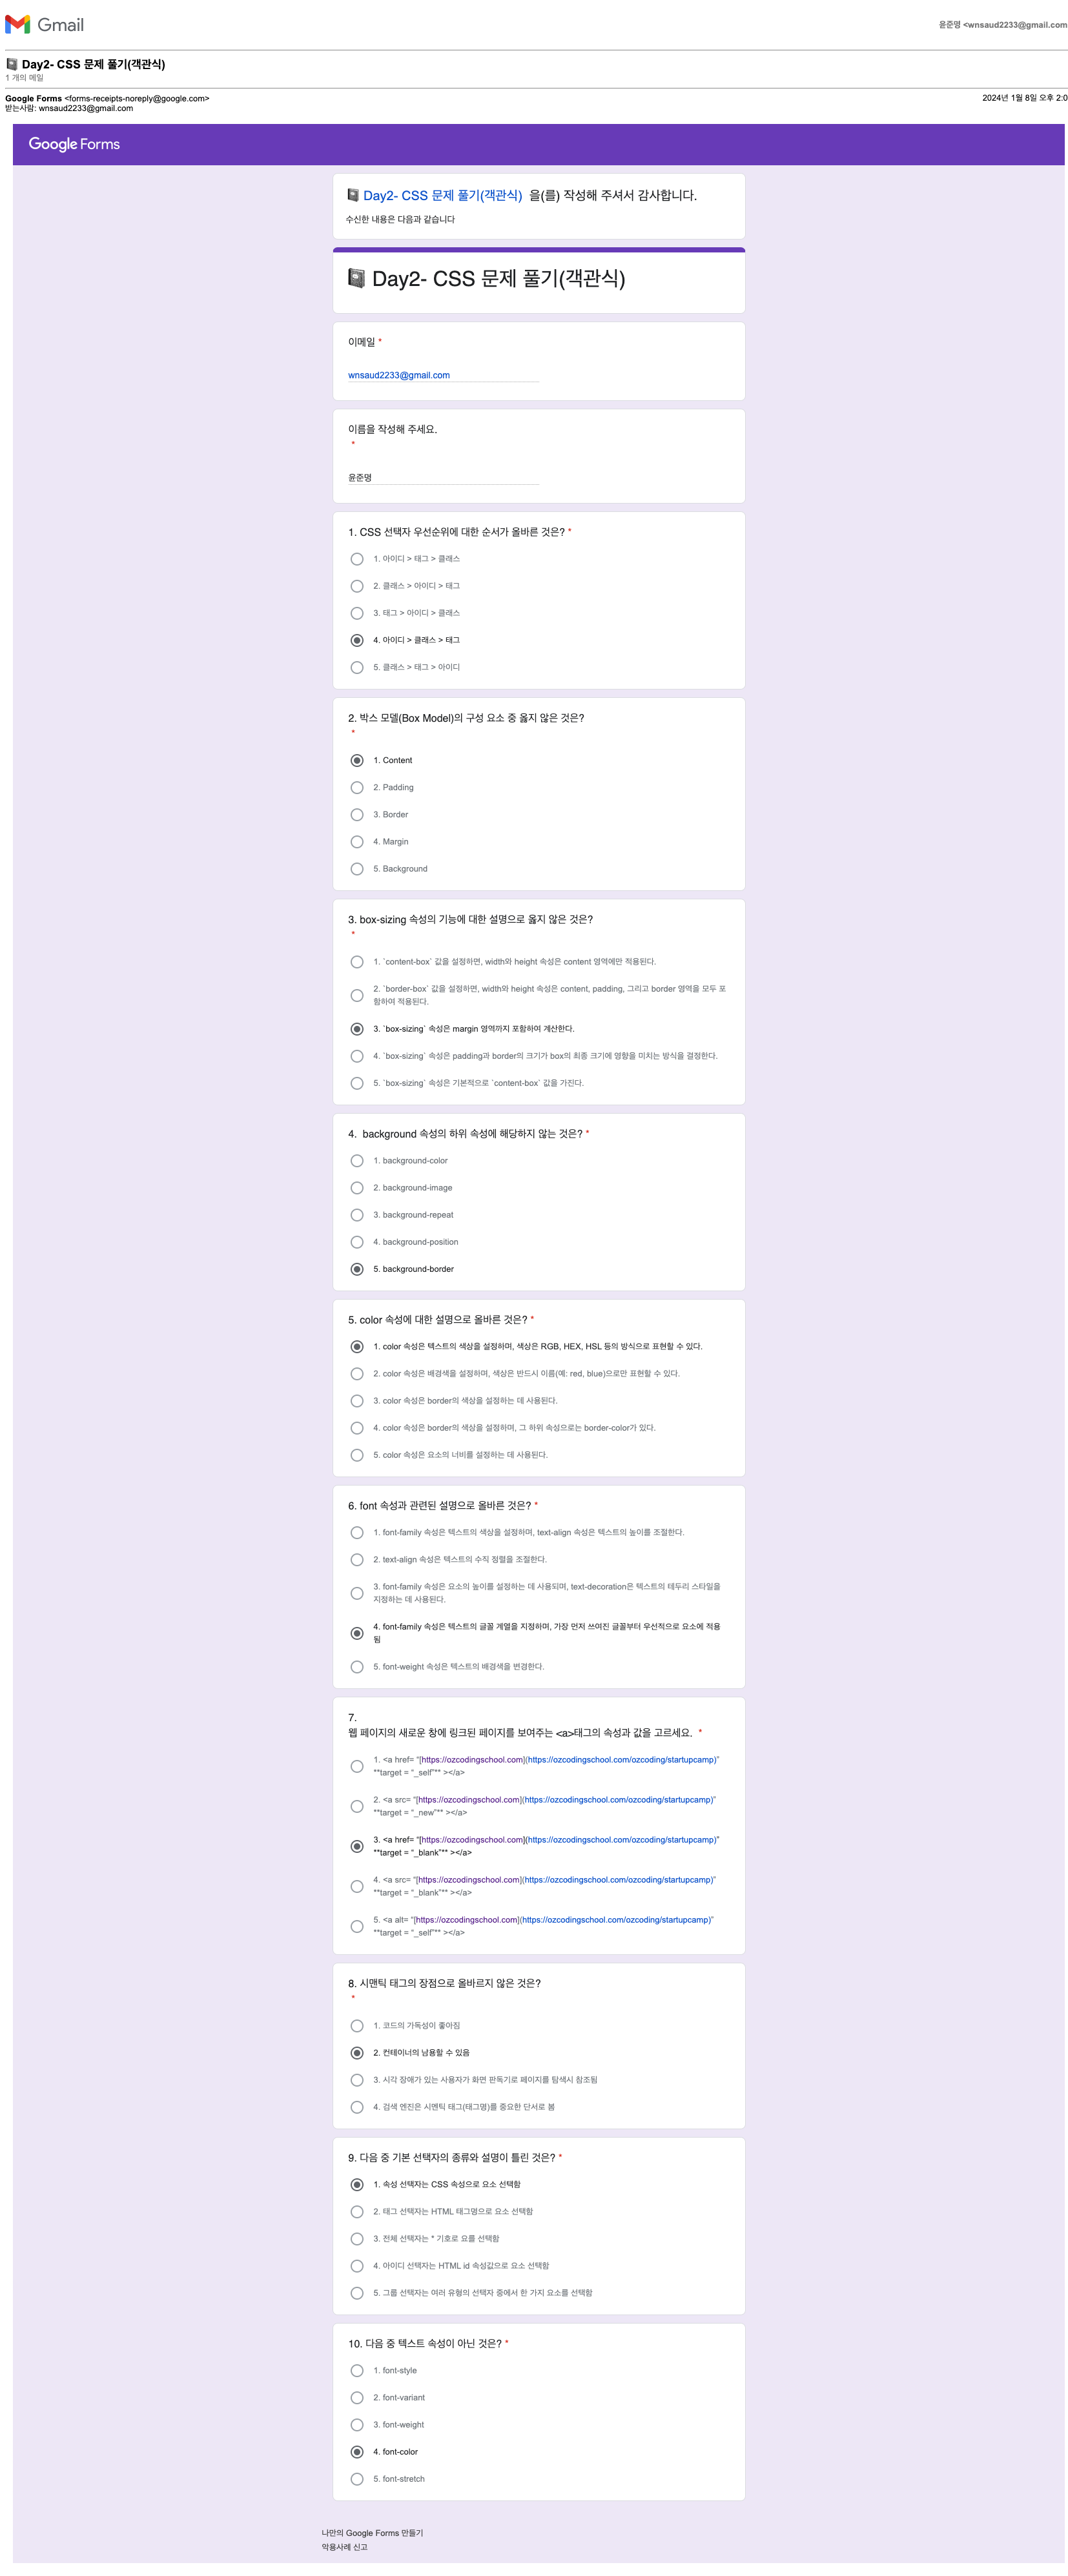 Gmail
윤준명 <wnsaud2233@gmail.com
Day2- CSS 문제 풀기(객관식)
1 개의 메일
Google Forms <forms-receipts-noreply@google.com>
2024년 1월 8일 오후 2:0
받는사람: wnsaud2233@gmail.com
Google Forms
Day2- CSS 문제 풀기(객관식) 을(를) 작성해 주셔서 감사합니다.
수신한 내용은 다음과 같습니다
Day2- CSS 문제 풀기(객관식)
이메일 *
wnsaud2233@gmail.com
이름을 작성해 주세요.
*
윤준명
1. CSS 선택자 우선순위에 대한 순서가 올바른 것은? *
1. 아이디 > 태그 > 클래스
2. 클래스 > 아이디 > 태그
3. 태그 > 아이디 > 클래스
4. 아이디 > 클래스 > 태그
5. 클래스 > 태그 > 아이디
2. 박스 모델(Box Model)의 구성 요소 중 옳지 않은 것은?
*
1. Content
2. Padding
3. Border
4. Margin
5. Background
3. box-sizing 속성의 기능에 대한 설명으로 옳지 않은 것은?
*
1. `content-box` 값을 설정하면, width와 height 속성은 content 영역에만 적용된다.
2. `border-box` 값을 설정하면, width와 height 속성은 content, padding, 그리고 border 영역을 모두 포
함하여 적용된다.
3. `box-sizing` 속성은 margin 영역까지 포함하여 계산한다.
4. `box-sizing` 속성은 padding과 border의 크기가 box의 최종 크기에 영향을 미치는 방식을 결정한다.
5. `box-sizing` 속성은 기본적으로 `content-box` 값을 가진다.
4. background 속성의 하위 속성에 해당하지 않는 것은? *
1. background-color
2. background-image
3. background-repeat
4. background-position
5. background-border
5. color 속성에 대한 설명으로 올바른 것은? *
1. color 속성은 텍스트의 색상을 설정하며, 색상은 RGB, HEX, HSL 등의 방식으로 표현할 수 있다.
2. color 속성은 배경색을 설정하며, 색상은 반드시 이름(예: red, blue)으로만 표현할 수 있다.
3. color 속성은 border의 색상을 설정하는 데 사용된다.
4. color 속성은 border의 색상을 설정하며, 그 하위 속성으로는 border-color가 있다.
5. color 속성은 요소의 너비를 설정하는 데 사용된다.
6. font 속성과 관련된 설명으로 올바른 것은? *
1. font-family 속성은 텍스트의 색상을 설정하며, text-align 속성은 텍스트의 높이를 조절한다.
2. text-align 속성은 텍스트의 수직 정렬을 조절한다.
3. font-family 속성은 요소의 높이를 설정하는 데 사용되며, text-decoration은 텍스트의 테두리 스타일을
지정하는 데 사용된다.
4. font-family 속성은 텍스트의 글꼴 계열을 지정하며, 가장 먼저 쓰여진 글꼴부터 우선적으로 요소에 적용
됨
5. font-weight 속성은 텍스트의 배경색을 변경한다.
7.
웹 페이지의 새로운 창에 링크된 페이지를 보여주는 <a>태그의 속성과 값을 고르세요. *
1. <a href= “[https://ozcodingschool.com](https://ozcodingschool.com/ozcoding/startupcamp)”
**target = “_self”** ></a>
2. <a src= “[https://ozcodingschool.com](https://ozcodingschool.com/ozcoding/startupcamp)”
**target = “_new”** ></a>
3. <a href= “[https://ozcodingschool.com](https://ozcodingschool.com/ozcoding/startupcamp)”
**target = “_blank”** ></a>
4. <a src= “[https://ozcodingschool.com](https://ozcodingschool.com/ozcoding/startupcamp)”
**target = “_blank”** ></a>
5. <a alt= “[https://ozcodingschool.com](https://ozcodingschool.com/ozcoding/startupcamp)”
**target = “_self”** ></a>
8. 시맨틱 태그의 장점으로 올바르지 않은 것은?
*
1. 코드의 가독성이 좋아짐
2. 컨테이너의 남용할 수 있음
3. 시각 장애가 있는 사용자가 화면 판독기로 페이지를 탐색시 참조됨
4. 검색 엔진은 시멘틱 태그(태그명)를 중요한 단서로 봄
9. 다음 중 기본 선택자의 종류와 설명이 틀린 것은? *
1. 속성 선택자는 CSS 속성으로 요소 선택함
2. 태그 선택자는 HTML 태그명으로 요소 선택함
3. 전체 선택자는 * 기호로 요를 선택함
4. 아이디 선택자는 HTML id 속성값으로 요소 선택함
5. 그룹 선택자는 여러 유형의 선택자 중에서 한 가지 요소를 선택함
10. 다음 중 텍스트 속성이 아닌 것은? *
1. font-style
2. font-variant
3. font-weight
4. font-color
5. font-stretch
나만의 Google Forms 만들기
악용사례 신고